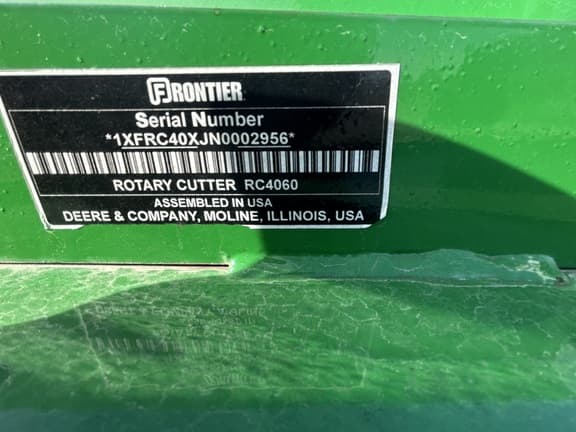 FRONTIER
Serial Number
*1XFRC40XJN0002956*
ROTARY CUTTER RC4060
ASSEMBLED IN USA
DEERE & COMPANY, MOLINE, ILLINOIS, USA